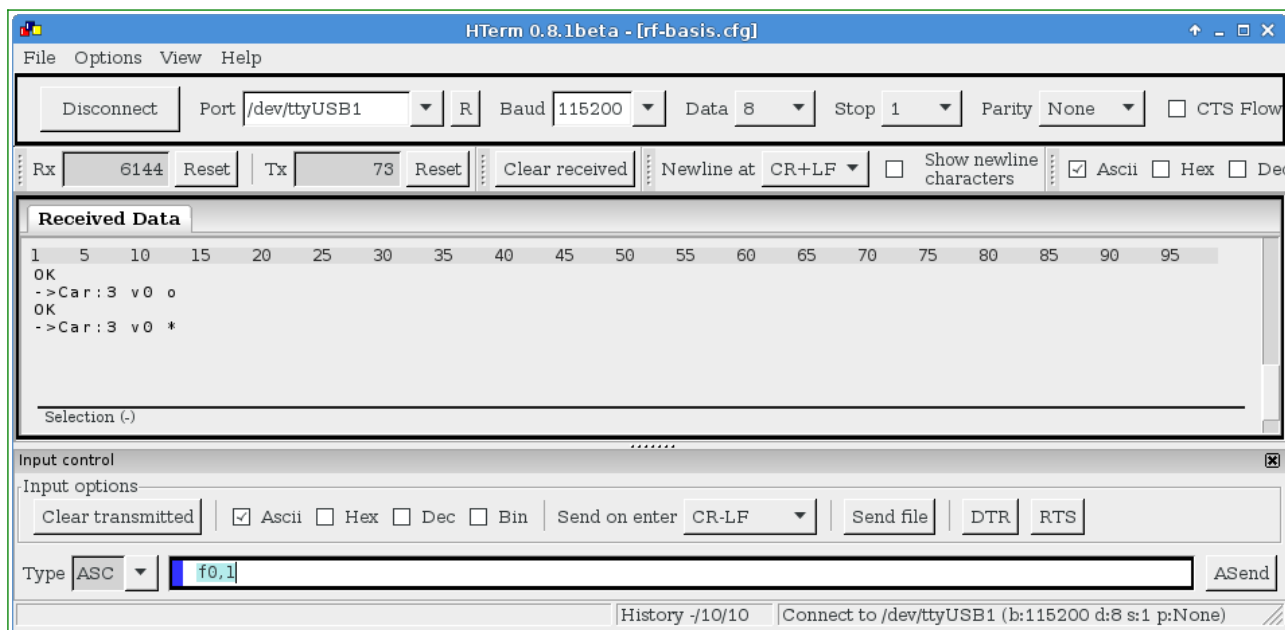 HTerm 0.8.1beta - [rf-basis.cfg]
File Options View Help
Disconnect Port /dev/ttyUSB1 R Baud 115200 Data 8 Stop 1 Parity None CTS Flow
Rx 6144 Reset Tx 73 Reset Clear received Newline at CR+LF Show newline characters Ascii Hex Dec
Received Data
1 5 10 15 20 25 30 35 40 45 50 55 60 65 70 75 80 85 90 95
OK
->Car:3 v0 o
OK
->Car:3 v0 *
Selection (-)
Input control
Input options
Clear transmitted Ascii Hex Dec Bin Send on enter CR-LF Send file DTR RTS
Type ASC f0,1 ASend
History -/10/10 Connect to /dev/ttyUSB1 (b:115200 d:8 s:1 p:None)